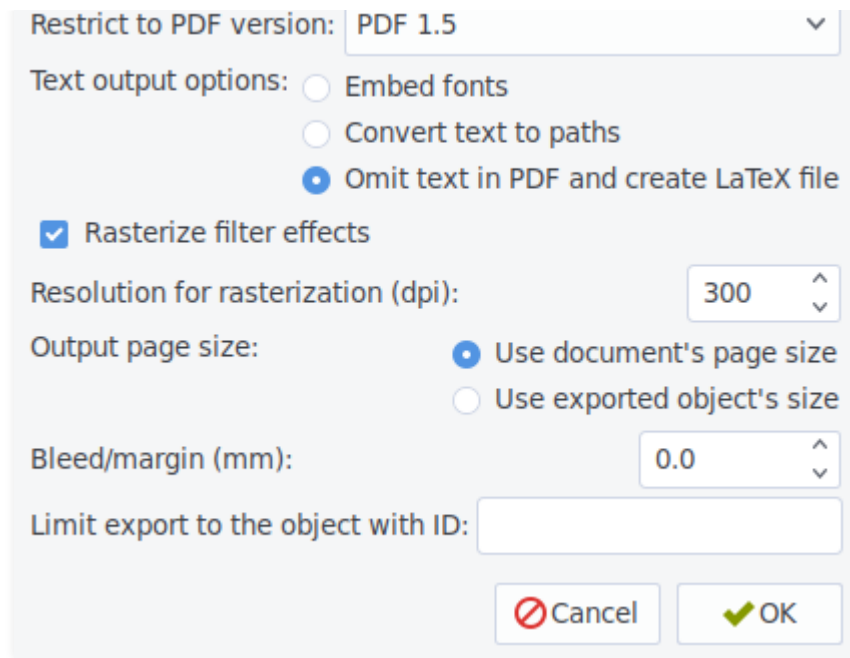 Restrict to PDF version: PDF 1.5
Text output options: Embed fonts
Convert text to paths
Omit text in PDF and create LaTeX file
Rasterize filter effects
Resolution for rasterization (dpi): 300
Output page size: Use document's page size
Use exported object's size
Bleed/margin (mm): 0.0
Limit export to the object with ID:
Cancel OK